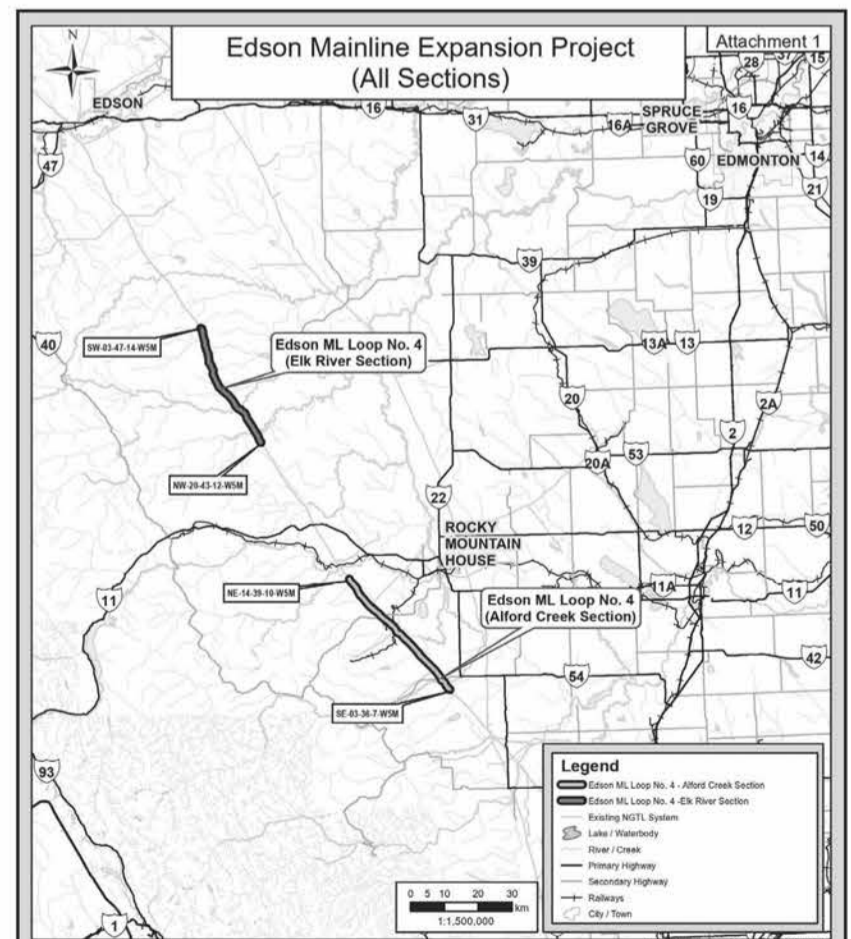 Edson Mainline Expansion Project
(All Sections)
Attachment 1
N
28
37
15
EDSON
16
31
16A
SPRUCE
GROVE
16
47
60
EDMONTON
14
19
21
39
40
SW-03-47-14-W5M
Edson ML Loop No. 4
(Elk River Section)
13A
13
20
2A
2
NW-20-43-12-W5M
20A
53
22
12
50
ROCKY
MOUNTAIN
HOUSE
11
NE-14-39-10-W5M
11A
11
Edson ML Loop No. 4
(Alford Creek Section)
42
54
SE-03-36-7-W5M
93
1
Legend
Edson ML Loop No. 4 - Alford Creek Section
Edson ML Loop No. 4 -Elk River Section
Existing NGTL System
Lake / Waterbody
River / Creek
Primary Highway
Secondary Highway
Railways
City / Town
0 5 10 20 30
km
1:1,500,000